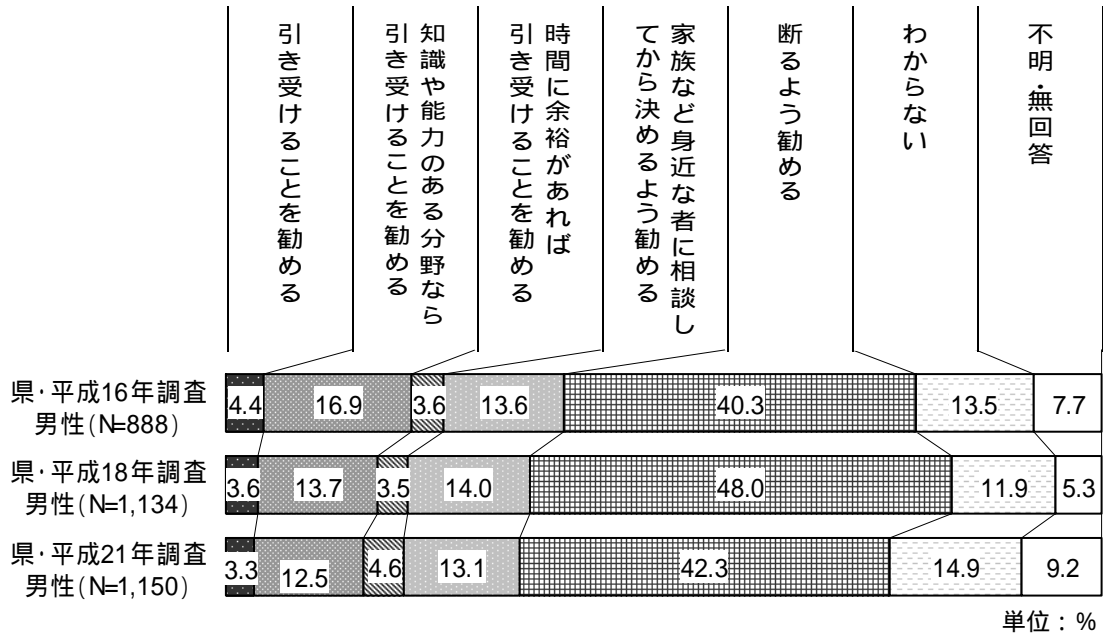 引き受けることを勧める
知識や能力のある分野なら
引き受けることを勧める
時間に余裕があれば
引き受けることを勧める
家族など身近な者に相談し
てから決めるよう勧める
断るよう勧める
わからない
不明・無回答
県・平成16年調査
男性(N=888)
4.4 16.9 3.6 13.6 40.3 13.5 7.7
県・平成18年調査
男性(N=1,134)
3.6 13.7 3.5 14.0 48.0 11.9 5.3
県・平成21年調査
男性(N=1,150)
3.3 12.5 4.6 13.1 42.3 14.9 9.2
単位：%